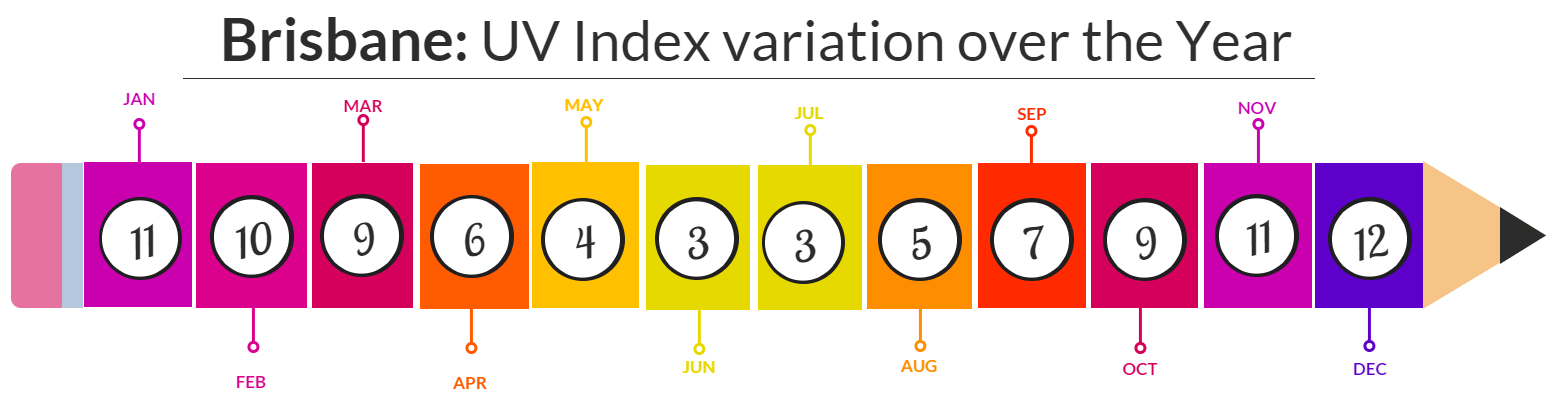 Brisbane: UV Index variation over the Year
JAN
MAR
MAY
JUL
SEP
NOV
11 10 9 6 4 3 3 5 7 9 11 12
FEB
APR
JUN
AUG
OCT
DEC